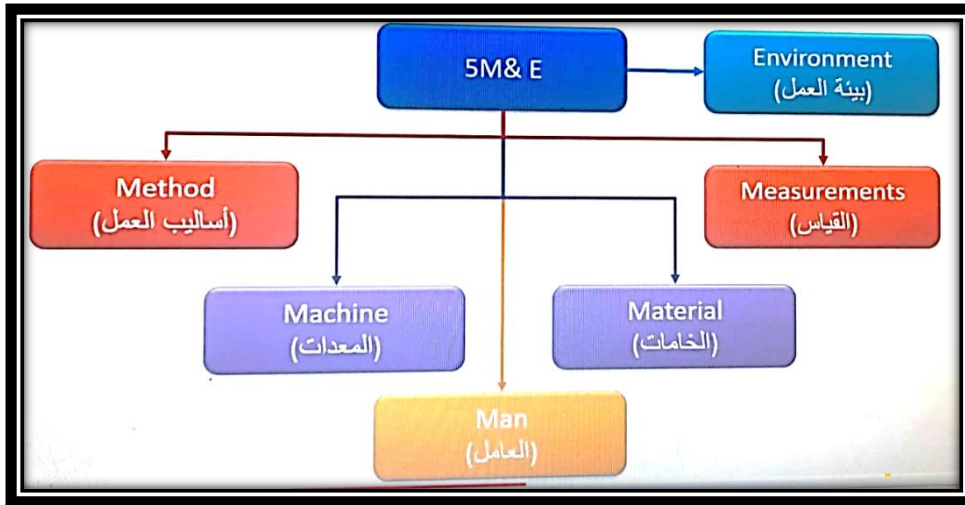 5M& E
Environment
(بيئة العمل)
Method
(أساليب العمل)
Measurements
(القياس)
Machine
(المعدات)
Material
(الخامات)
Man
(العامل)